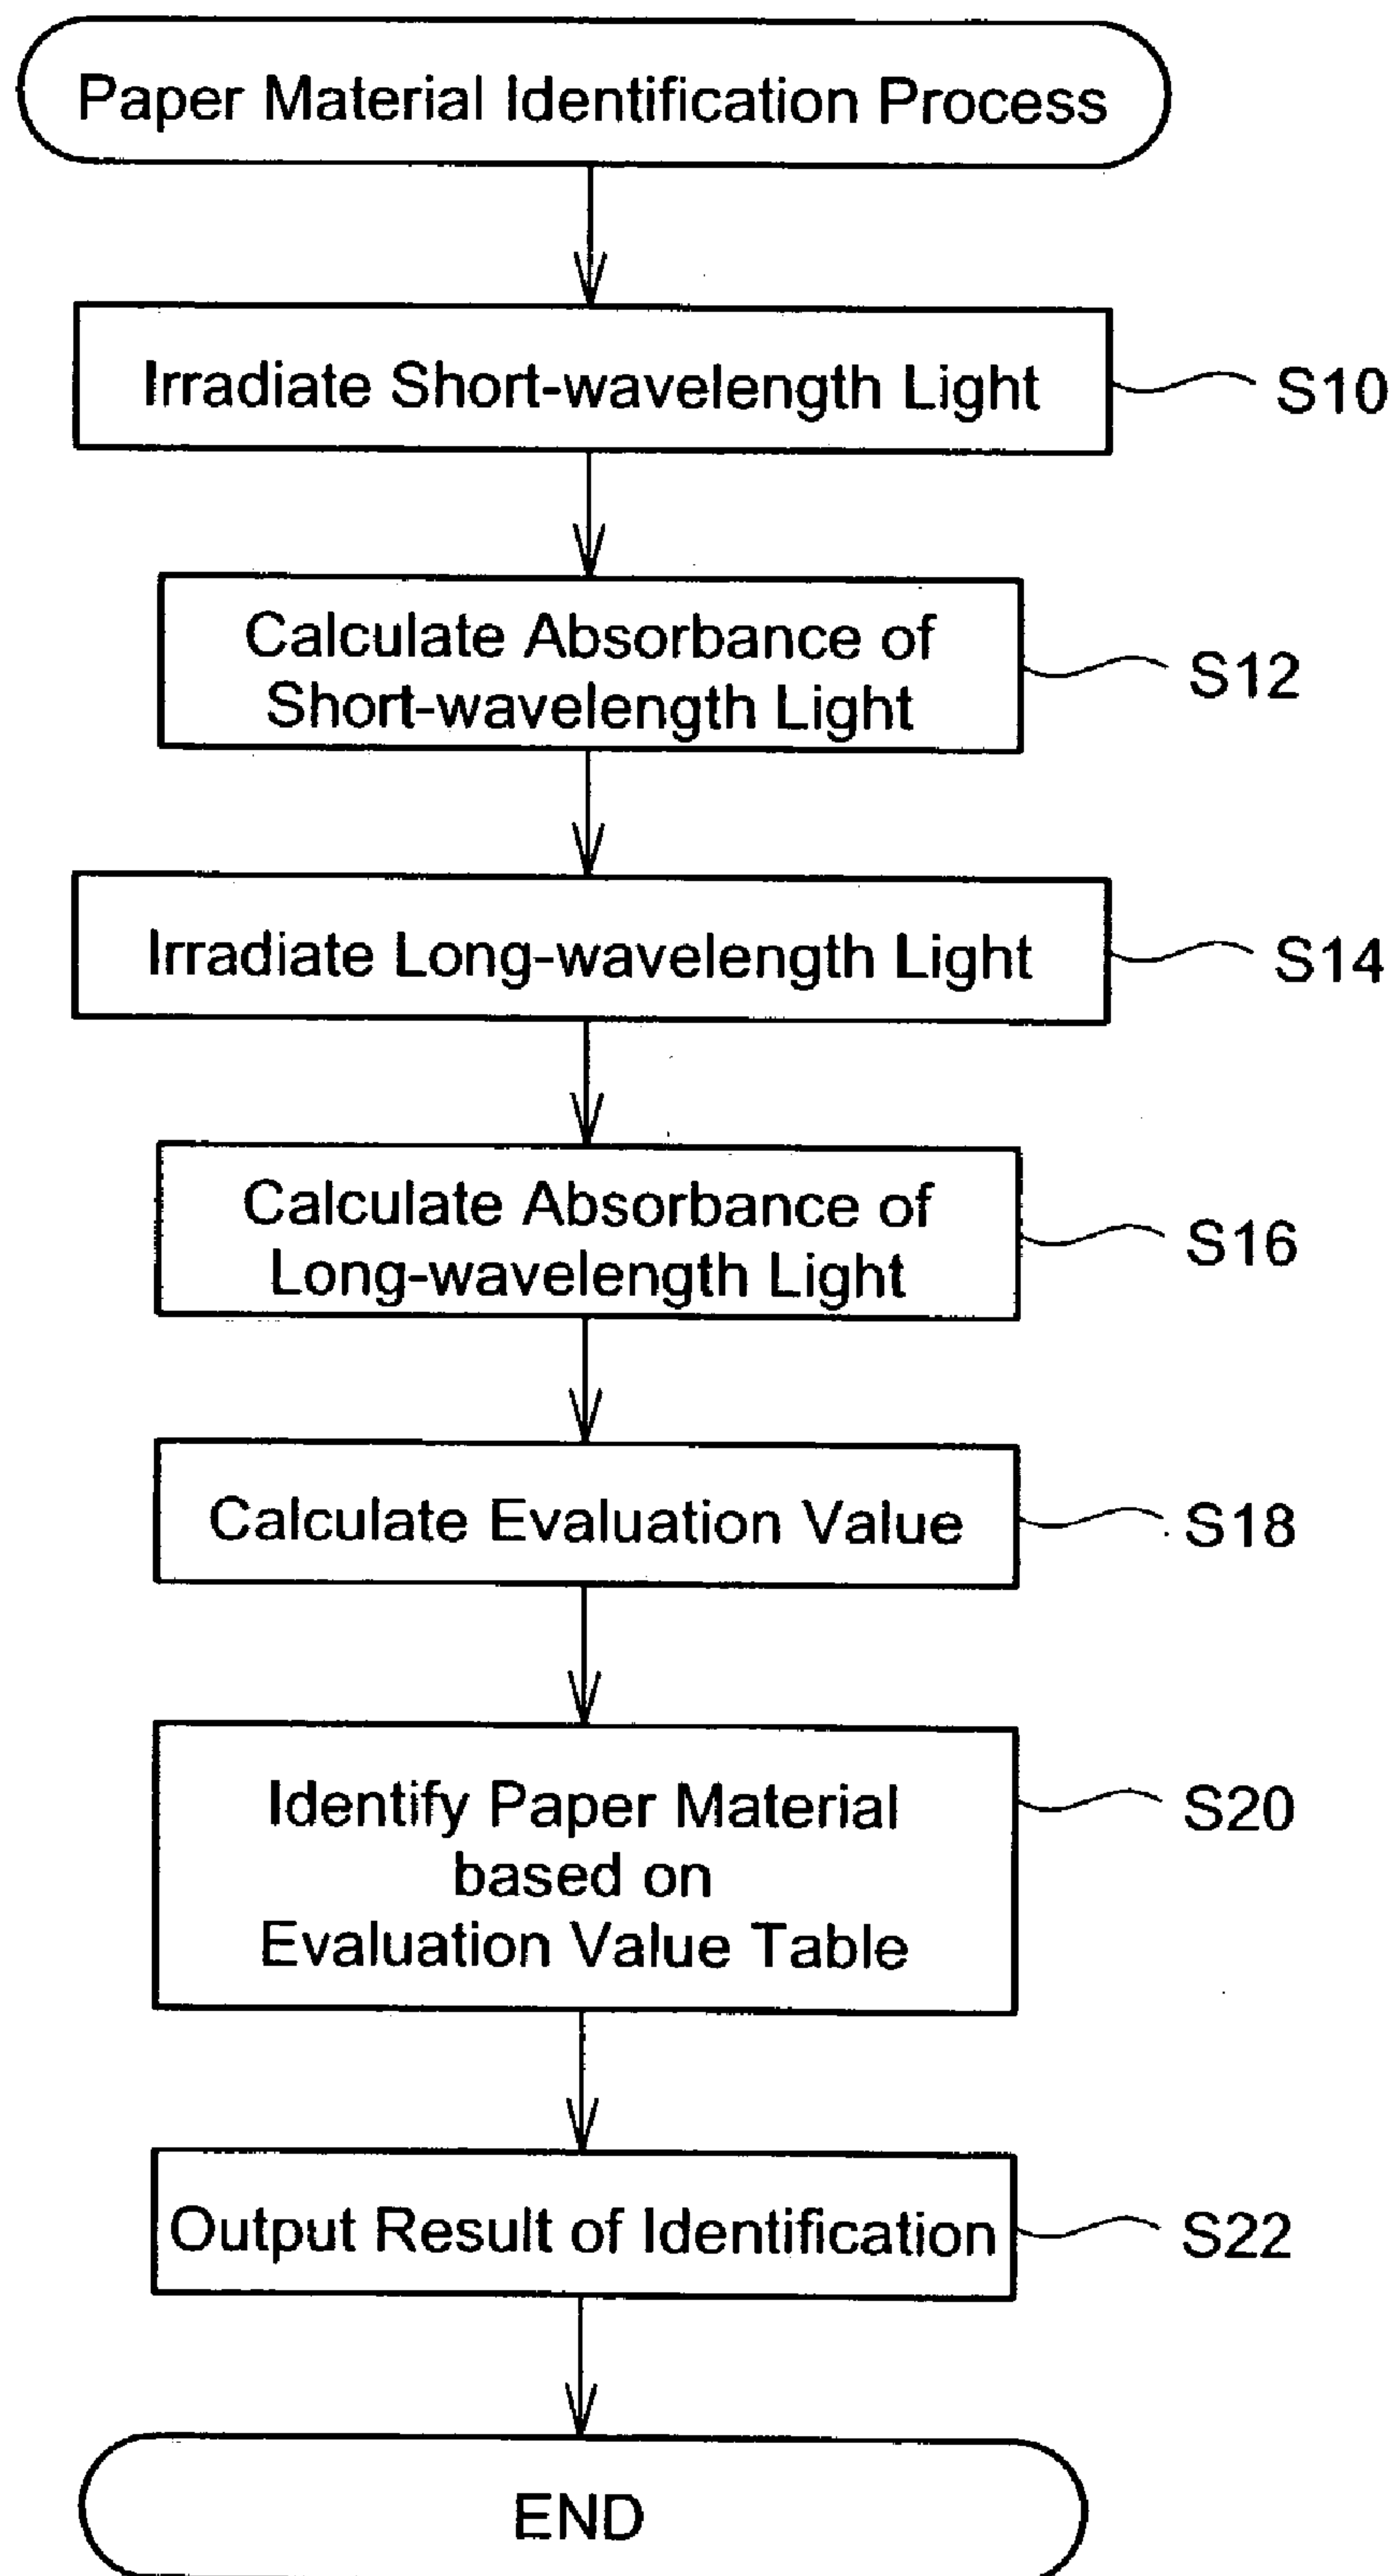 Paper Material Identification Process
Irradiate Short-wavelength Light
S10
Calculate Absorbance of
Short-wavelength Light
S12
Irradiate Long-wavelength Light
S14
Calculate Absorbance of
Long-wavelength Light
S16
Calculate Evaluation Value
S18
Identify Paper Material
based on
Evaluation Value Table
S20
Output Result of Identification
S22
END